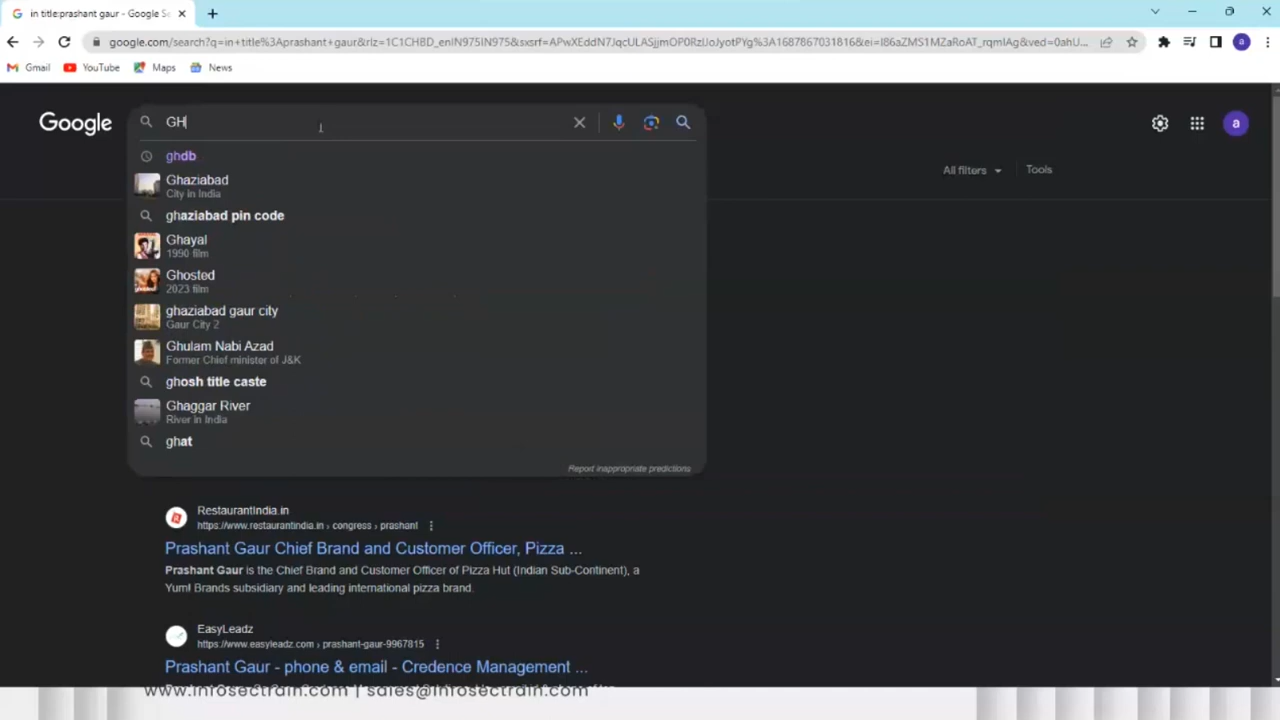 in title:prashant gaur - Google Se
google.com/search?q=in+title%3Aprashant+gaur&rlz=1C1CHBD_enIN975IN975&sxsrf=APwXEddN7JqcULASjjmOP0RzUoJyotPYg%3A1687867031816&ei=l86aZMS1MZaRoAT_rqmIAg&ved=0ahU...
Gmail YouTube Maps News
Google
GH
ghdb
Ghaziabad
City in India
ghaziabad pin code
Ghayal
1990 film
Ghosted
2023 film
ghaziabad gaur city
Gaur City 2
Ghulam Nabi Azad
Former Chief minister of J&K
ghosh title caste
Ghaggar River
River in India
ghat
Report inappropriate predictions
All filters Tools
a
a
RestaurantIndia.in
https://www.restaurantindia.in › congress › prashant
Prashant Gaur Chief Brand and Customer Officer, Pizza ...
Prashant Gaur is the Chief Brand and Customer Officer of Pizza Hut (Indian Sub-Continent), a
Yum! Brands subsidiary and leading international pizza brand.
EasyLeadz
https://www.easyleadz.com › prashant-gaur-9967815
Prashant Gaur - phone & email - Credence Management ...
www.infosectrain.com | sales@infosectrain.com